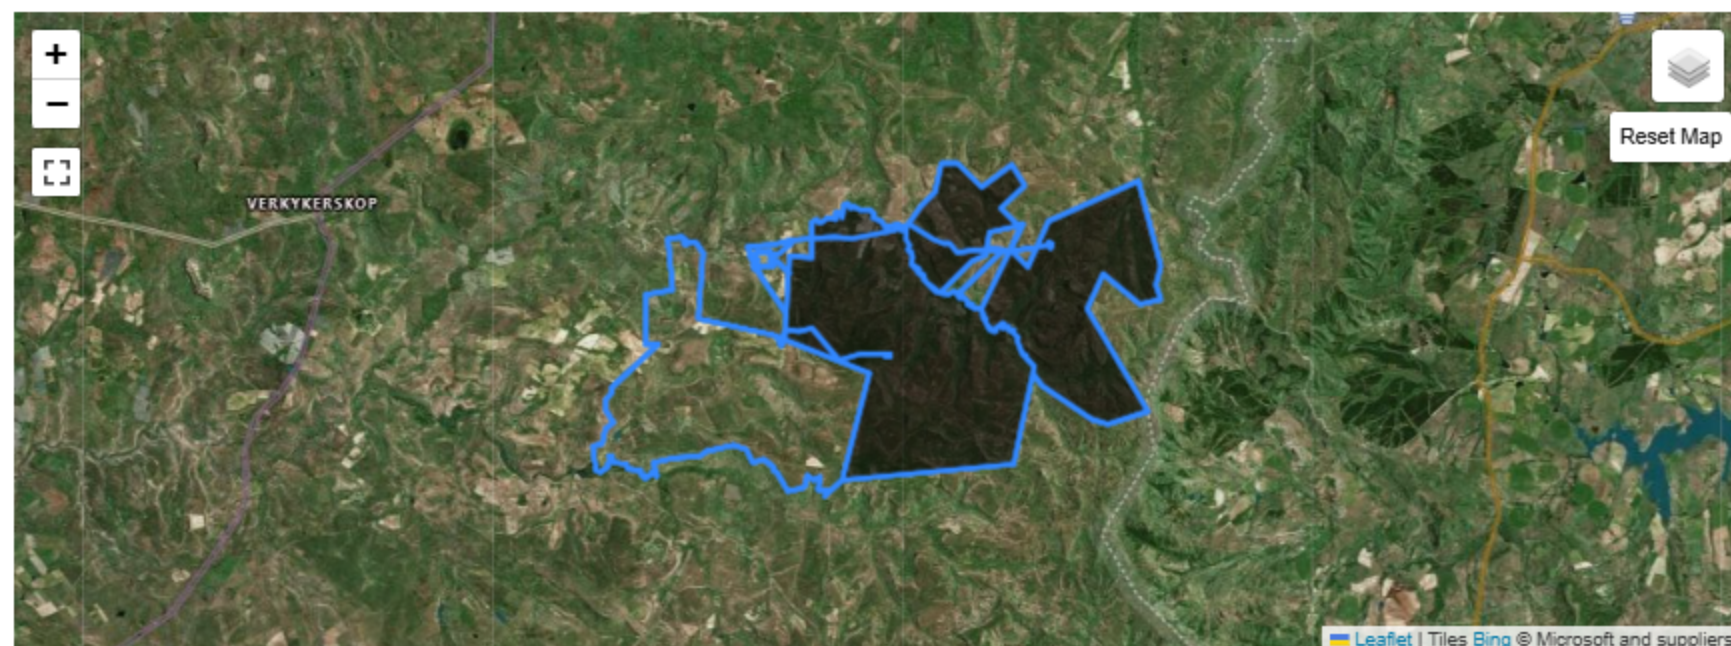 +
−
Reset Map
VERKYKERSKOP
Leaflet | Tiles Bing © Microsoft and suppliers